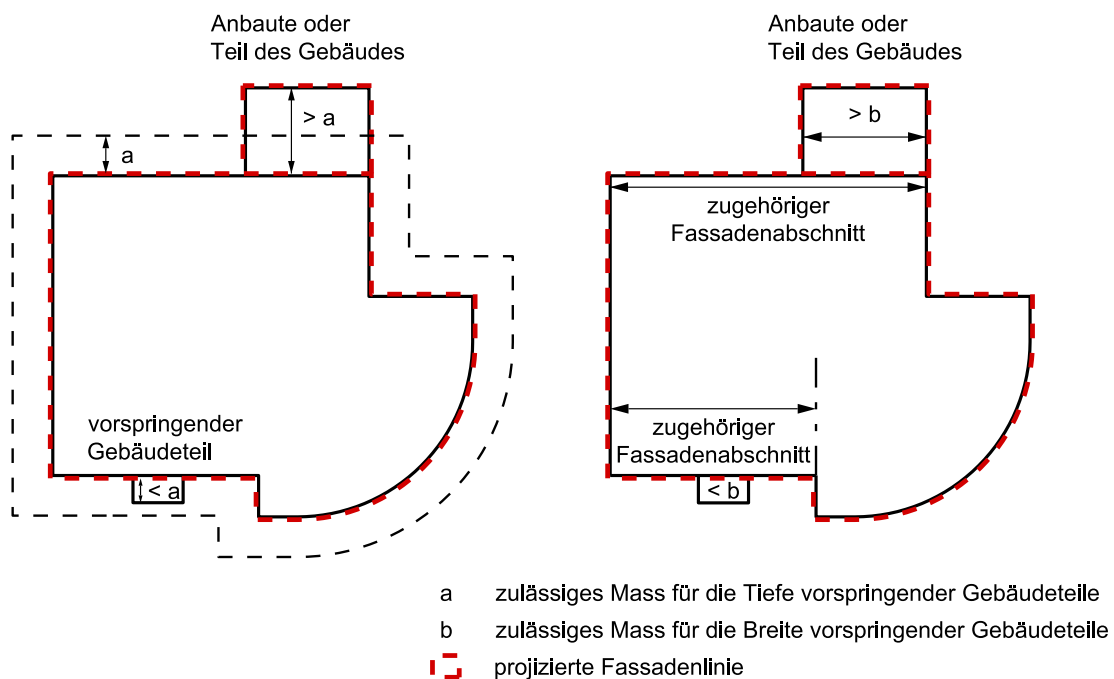 Anbaute oder
Teil des Gebäudes
> a
a
vorspringender
Gebäudeteil
< a
Anbaute oder
Teil des Gebäudes
> b
zugehöriger
Fassadenabschnitt
zugehöriger
Fassadenabschnitt
< b
a zulässiges Mass für die Tiefe vorspringender Gebäudeteile
b zulässiges Mass für die Breite vorspringender Gebäudeteile
projizierte Fassadenlinie